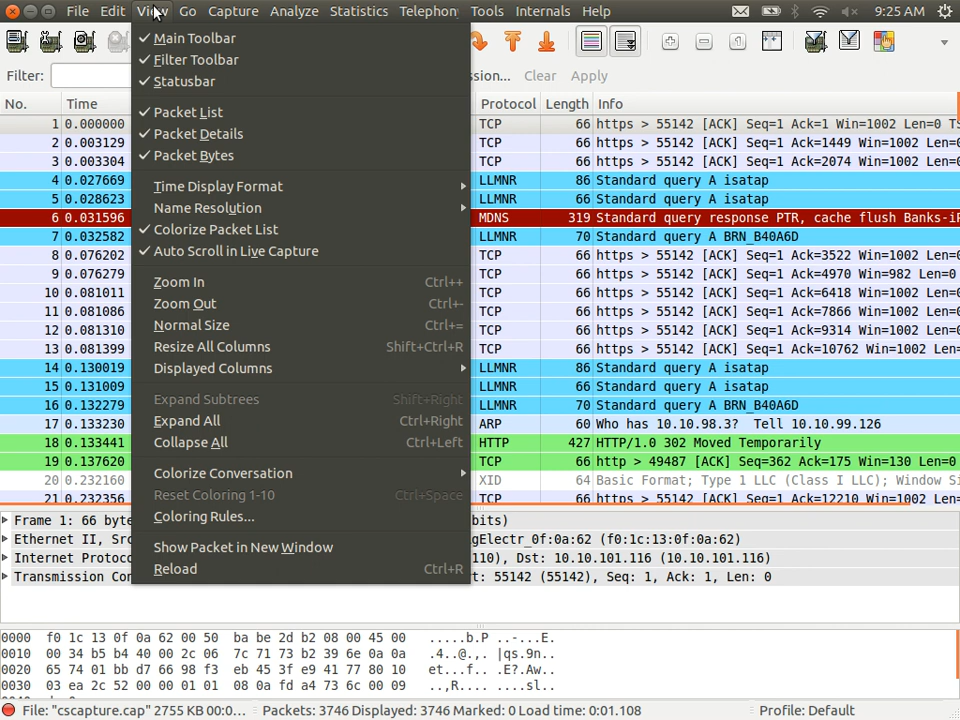 File Edit View Go Capture Analyze Statistics Telephon Tools Internals Help 9:25 AM
Filter: ssion... Clear Apply
No. Time Protocol Length Info
1 0.000000 TCP 66 https > 55142 [ACK] Seq=1 Ack=1 Win=1002 Len=0 TS
2 0.003129 TCP 66 https > 55142 [ACK] Seq=1 Ack=1449 Win=1002 Len=
3 0.003304 TCP 66 https > 55142 [ACK] Seq=1 Ack=2074 Win=1002 Len=
4 0.027669 LLMNR 86 Standard query A isatap
5 0.028623 LLMNR 86 Standard query A isatap
6 0.031596 MDNS 319 Standard query response PTR, cache flush Banks-iP
7 0.032582 LLMNR 70 Standard query A BRN_B40A6D
8 0.076202 TCP 66 https > 55142 [ACK] Seq=1 Ack=3522 Win=1002 Len=
9 0.076279 TCP 66 https > 55142 [ACK] Seq=1 Ack=4970 Win=982 Len=0
10 0.081011 TCP 66 https > 55142 [ACK] Seq=1 Ack=6418 Win=1002 Len=
11 0.081086 TCP 66 https > 55142 [ACK] Seq=1 Ack=7866 Win=1002 Len=
12 0.081310 TCP 66 https > 55142 [ACK] Seq=1 Ack=9314 Win=1002 Len=
13 0.081399 TCP 66 https > 55142 [ACK] Seq=1 Ack=10762 Win=1002 Len
14 0.130019 LLMNR 86 Standard query A isatap
15 0.131009 LLMNR 86 Standard query A isatap
16 0.132279 LLMNR 70 Standard query A BRN_B40A6D
17 0.133230 ARP 60 Who has 10.10.98.3? Tell 10.10.99.126
18 0.133441 HTTP 427 HTTP/1.0 302 Moved Temporarily
19 0.137620 TCP 66 http > 49487 [ACK] Seq=362 Ack=175 Win=130 Len=0
20 0.232160 XID 64 Basic Format; Type 1 LLC (Class I LLC); Window Si
21 0.232356 TCP 66 https > 55142 [ACK] Seq=1 Ack=12210 Win=1002 Len
Main Toolbar
Filter Toolbar
Statusbar
Packet List
Packet Details
Packet Bytes
Time Display Format
Name Resolution
Colorize Packet List
Auto Scroll in Live Capture
Zoom In Ctrl++
Zoom Out Ctrl+-
Normal Size Ctrl+=
Resize All Columns Shift+Ctrl+R
Displayed Columns
Expand Subtrees Shift+Right
Expand All Ctrl+Right
Collapse All Ctrl+Left
Colorize Conversation
Reset Coloring 1-10 Ctrl+Space
Coloring Rules...
Show Packet in New Window
Reload Ctrl+R
Frame 1: 66 byte bits)
Ethernet II, Src gElectr_0f:0a:62 (f0:1c:13:0f:0a:62)
Internet Protoco 110), Dst: 10.10.101.116 (10.10.101.116)
Transmission Con t: 55142 (55142), Seq: 1, Ack: 1, Len: 0
0000 f0 1c 13 0f 0a 62 00 50 ba be 2d b2 08 00 45 00 .....b.P ..-...E.
0010 00 34 b5 b4 40 00 2c 06 7c 71 73 b2 39 6e 0a 0a .4..@.,. |qs.9n..
0020 65 74 01 bb d7 66 98 f3 eb 45 3f e9 41 77 80 10 et...f.. .E?.Aw..
0030 03 ea 2c 52 00 00 01 01 08 0a fd a4 73 6c 00 09 ..,R.... ....sl..
File: "cscapture.cap" 2755 KB 00:0... Packets: 3746 Displayed: 3746 Marked: 0 Load time: 0:01.108 Profile: Default